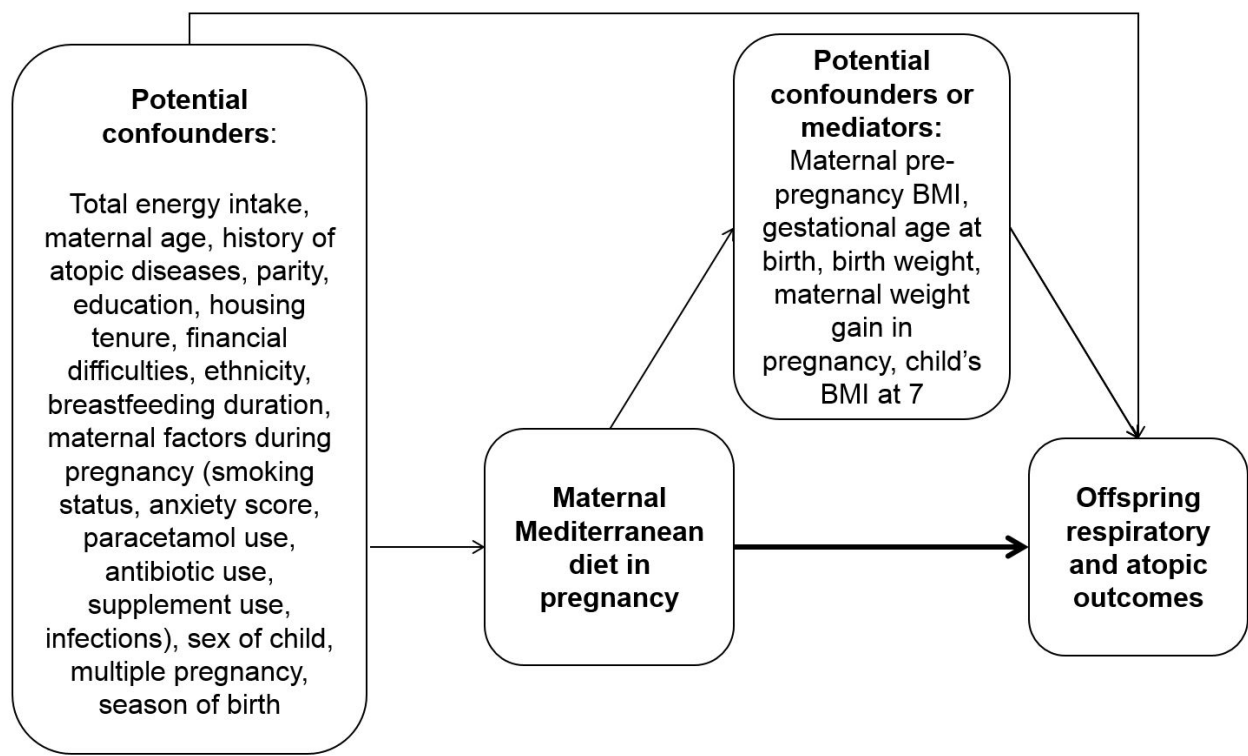 Potential
confounders:
Total energy intake,
maternal age, history of
atopic diseases, parity,
education, housing
tenure, financial
difficulties, ethnicity,
breastfeeding duration,
maternal factors during
pregnancy (smoking
status, anxiety score,
paracetamol use,
antibiotic use,
supplement use,
infections), sex of child,
multiple pregnancy,
season of birth
Potential
confounders or
mediators:
Maternal pre-
pregnancy BMI,
gestational age at
birth, birth weight,
maternal weight
gain in
pregnancy, child’s
BMI at 7
Maternal
Mediterranean
diet in
pregnancy
Offspring
respiratory
and atopic
outcomes